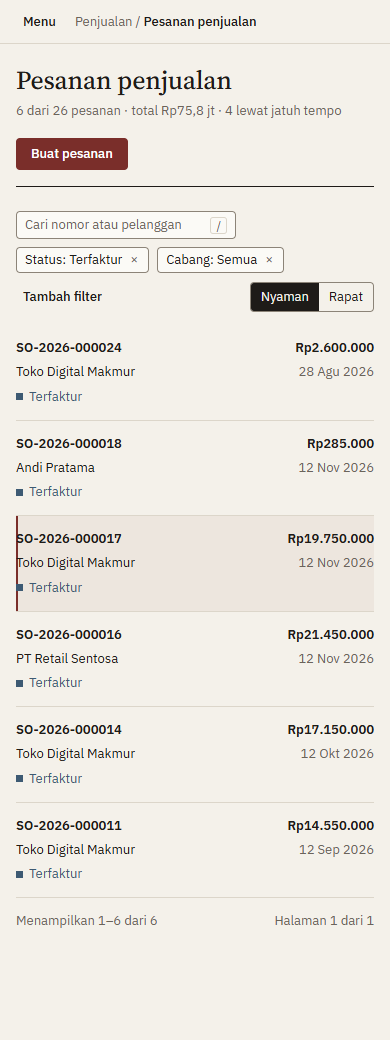 Menu Penjualan / Pesanan penjualan
Pesanan penjualan
6 dari 26 pesanan · total Rp75,8 jt · 4 lewat jatuh tempo
Buat pesanan
Cari nomor atau pelanggan /
Status: Terfaktur × Cabang: Semua ×
Tambah filter Nyaman Rapat
SO-2026-000024 Rp2.600.000
Toko Digital Makmur 28 Agu 2026
Terfaktur
SO-2026-000018 Rp285.000
Andi Pratama 12 Nov 2026
Terfaktur
SO-2026-000017 Rp19.750.000
Toko Digital Makmur 12 Nov 2026
Terfaktur
SO-2026-000016 Rp21.450.000
PT Retail Sentosa 12 Nov 2026
Terfaktur
SO-2026-000014 Rp17.150.000
Toko Digital Makmur 12 Okt 2026
Terfaktur
SO-2026-000011 Rp14.550.000
Toko Digital Makmur 12 Sep 2026
Terfaktur
Menampilkan 1–6 dari 6 Halaman 1 dari 1